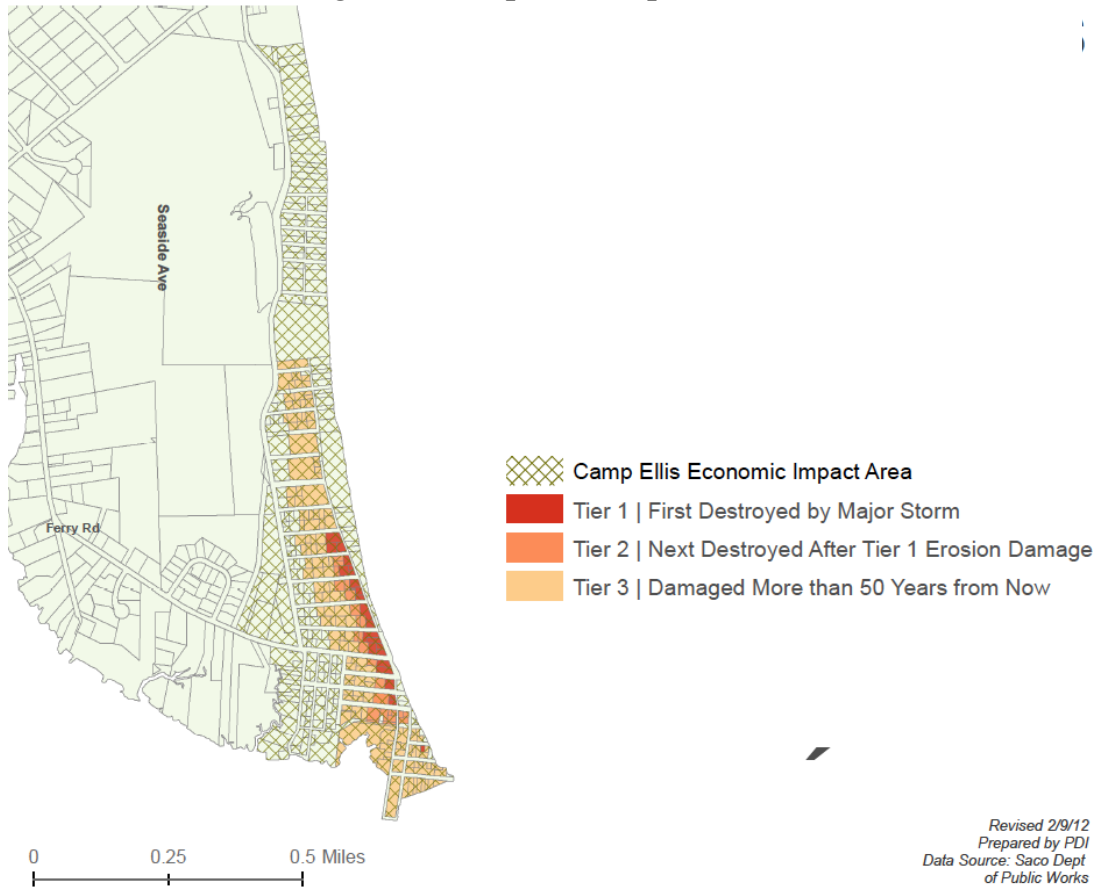 Seaside Ave
Ferry Rd
Camp Ellis Economic Impact Area
Tier 1 | First Destroyed by Major Storm
Tier 2 | Next Destroyed After Tier 1 Erosion Damage
Tier 3 | Damaged More than 50 Years from Now
0 0.25 0.5 Miles
Revised 2/9/12
Prepared by PDI
Data Source: Saco Dept
of Public Works